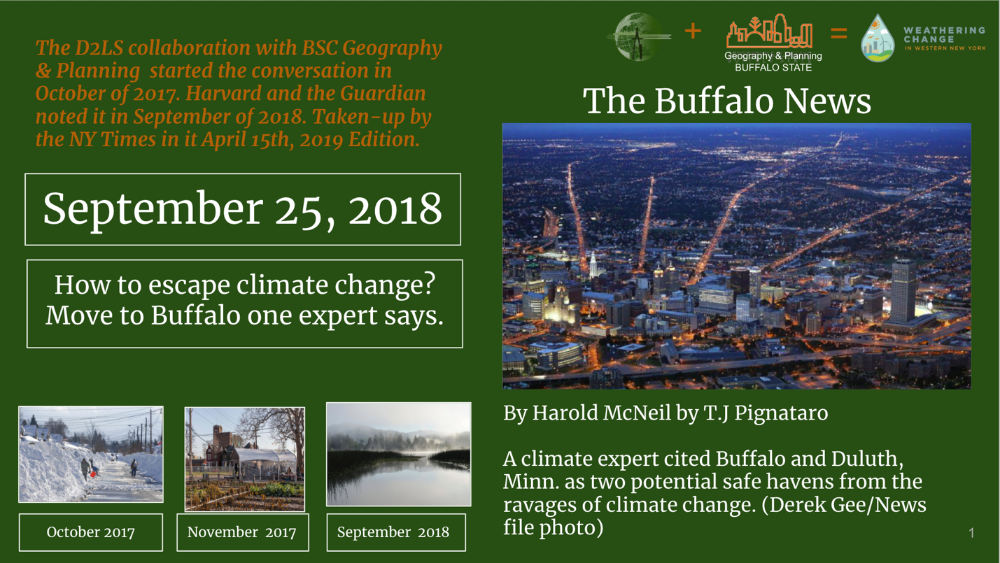 The D2LS collaboration with BSC Geography
& Planning started the conversation in
October of 2017. Harvard and the Guardian
noted it in September of 2018. Taken-up by
the NY Times in it April 15th, 2019 Edition.
+
Geography & Planning
BUFFALO STATE
=
WEATHERING
CHANGE
IN WESTERN NEW YORK
The Buffalo News
September 25, 2018
How to escape climate change?
Move to Buffalo one expert says.
October 2017
November 2017
September 2018
By Harold McNeil by T.J Pignataro
A climate expert cited Buffalo and Duluth,
Minn. as two potential safe havens from the
ravages of climate change. (Derek Gee/News
file photo)
1